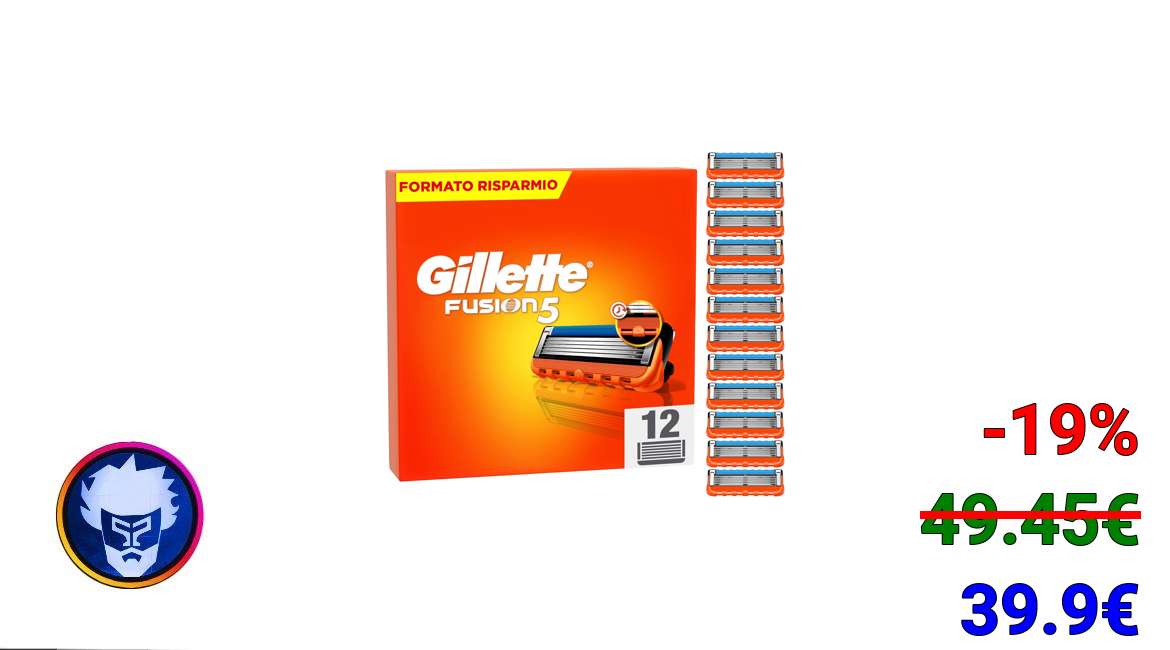 FORMATO RISPARMIO
Gillette®
FUSION5
12
-19%
49.45€
39.9€